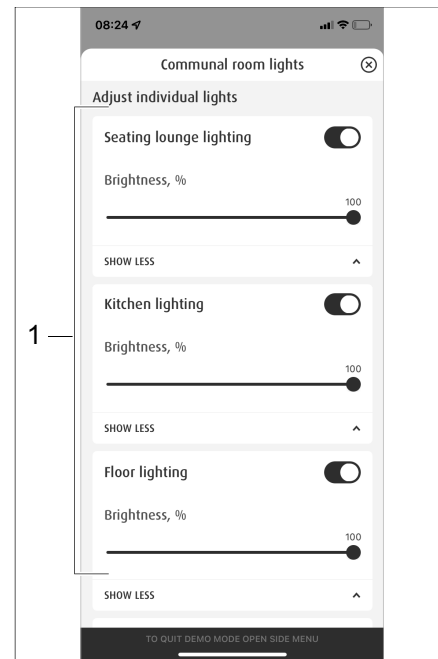 08:24
Communal room lights
Adjust individual lights
Seating lounge lighting
Brightness, %
100
SHOW LESS
1
Kitchen lighting
Brightness, %
100
SHOW LESS
Floor lighting
Brightness, %
100
SHOW LESS
TO QUIT DEMO MODE OPEN SIDE MENU